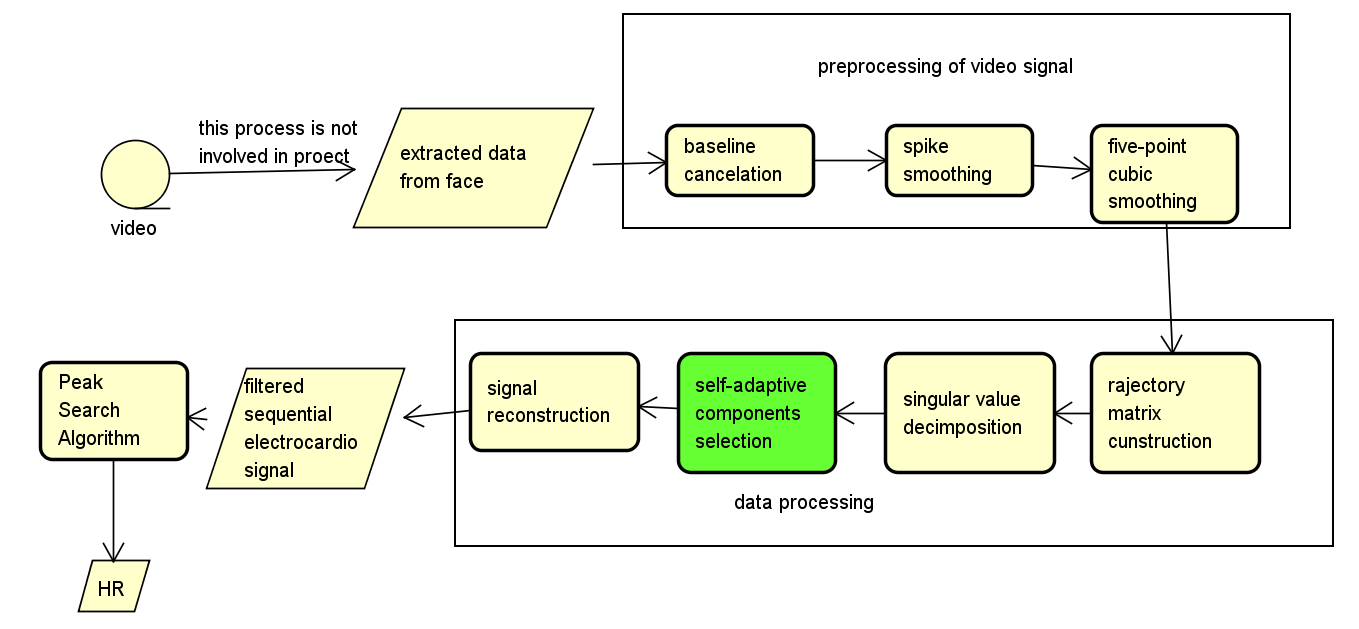 preprocessing of video signal
this process is not
involved in proect
video
extracted data
from face
baseline
cancelation
spike
smoothing
five-point
cubic
smoothing
Peak
Search
Algorithm
filtered
sequential
electrocardio
signal
signal
reconstruction
self-adaptive
components
selection
singular value
decimposition
rajectory
matrix
cunstruction
data processing
HR